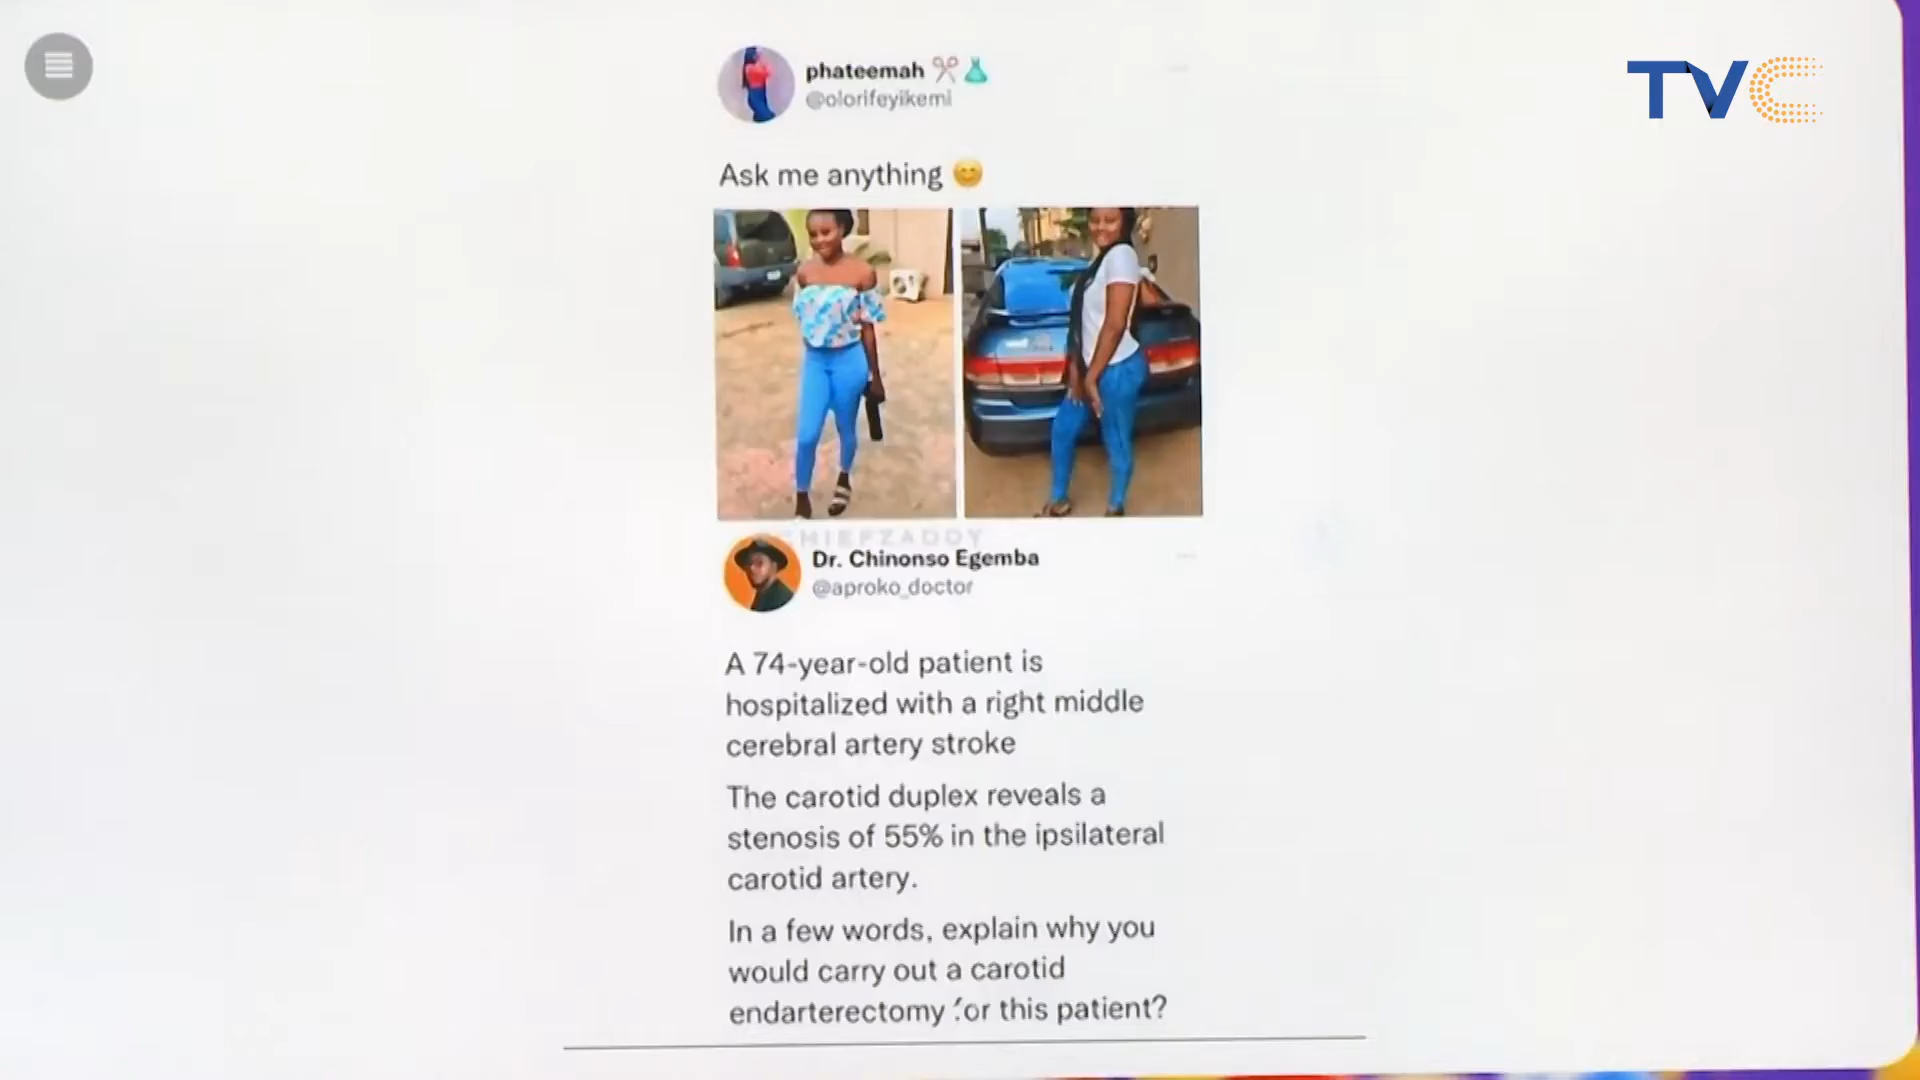 TVC
phateemah
@olorifeyikemi
Ask me anything
CHIEFZADDY
Dr. Chinonso Egemba
@aproko_doctor
A 74-year-old patient is
hospitalized with a right middle
cerebral artery stroke
The carotid duplex reveals a
stenosis of 55% in the ipsilateral
carotid artery.
In a few words, explain why you
would carry out a carotid
endarterectomy for this patient?